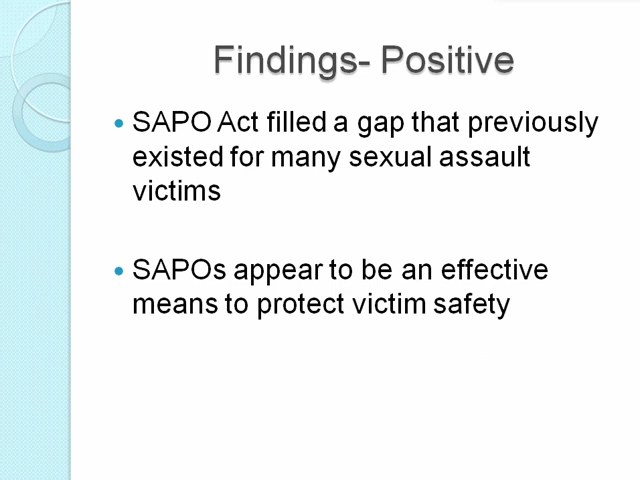 Findings- Positive
SAPO Act filled a gap that previously
existed for many sexual assault
victims
SAPOs appear to be an effective
means to protect victim safety